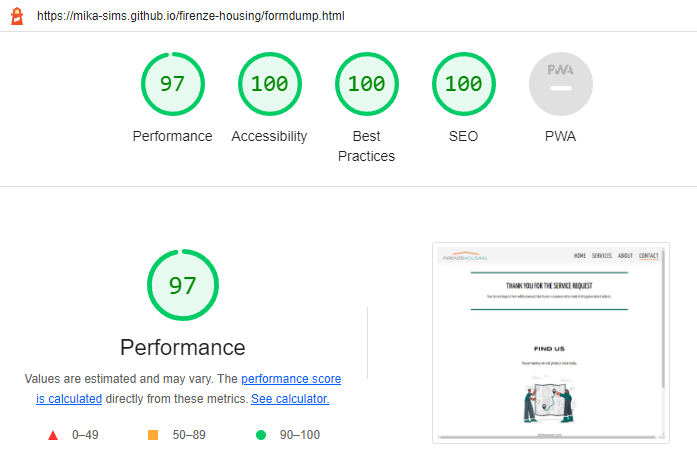 https://mika-sims.github.io/firenze-housing/formdump.html
97
100
100
100
PWA
Performance
Accessibility
Best
Practices
SEO
PWA
97
Performance
Values are estimated and may vary. The performance score
is calculated directly from these metrics. See calculator.
0–49
50–89
90–100
FIRENZEHOUSING
HOME SERVICES ABOUT CONTACT
THANK YOU FOR THE SERVICE REQUEST
FIND US